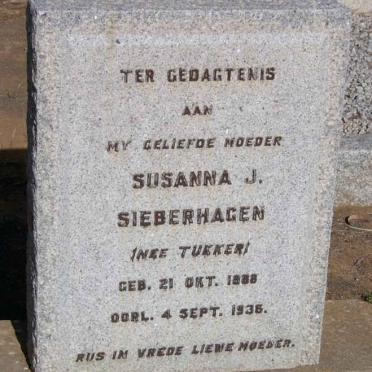 TER GEDAGTENIS
AAN
MY GELIEFDE MOEDER
SUSANNA J.
SIEBERHAGEN
(NEE TUKKER)
GEB. 21 OKT. 1888
OORL. 4 SEPT. 1935.
RUS IN VREDE LIEWE MOEDER.